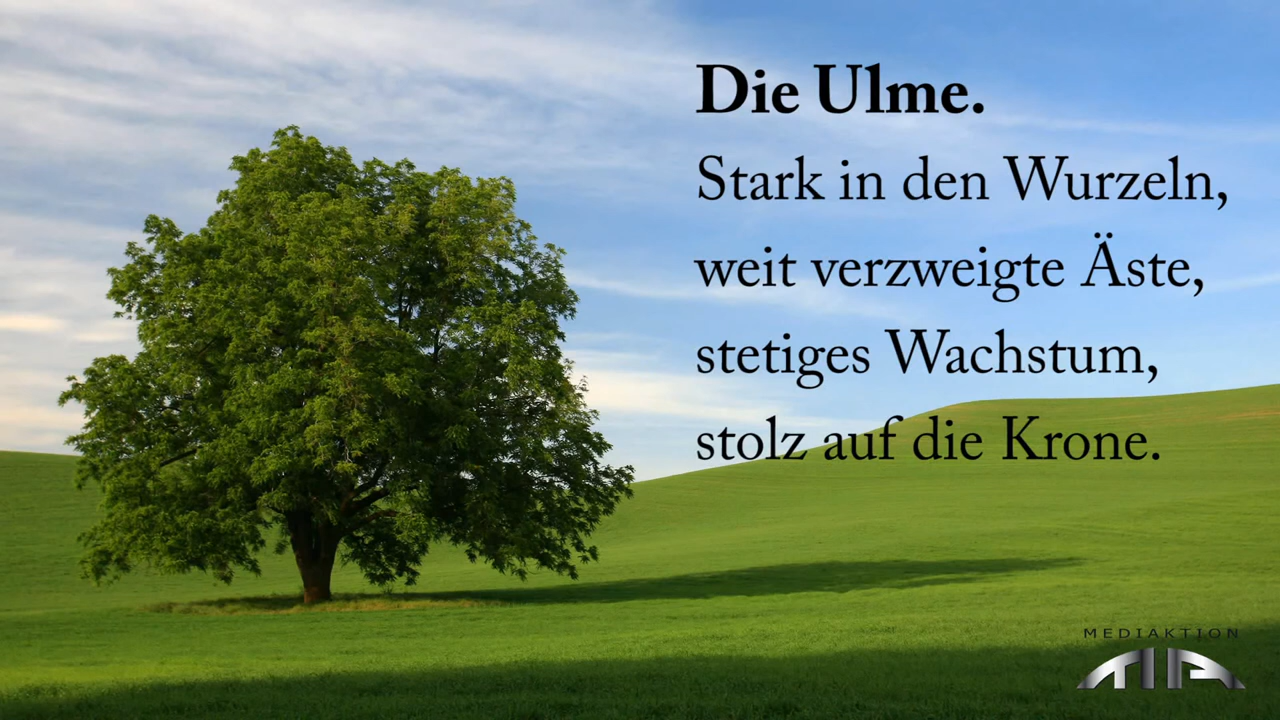 Die Ulme.
Stark in den Wurzeln,
weit verzweigte Äste,
stetiges Wachstum,
stolz auf die Krone.
MEDIAKTION